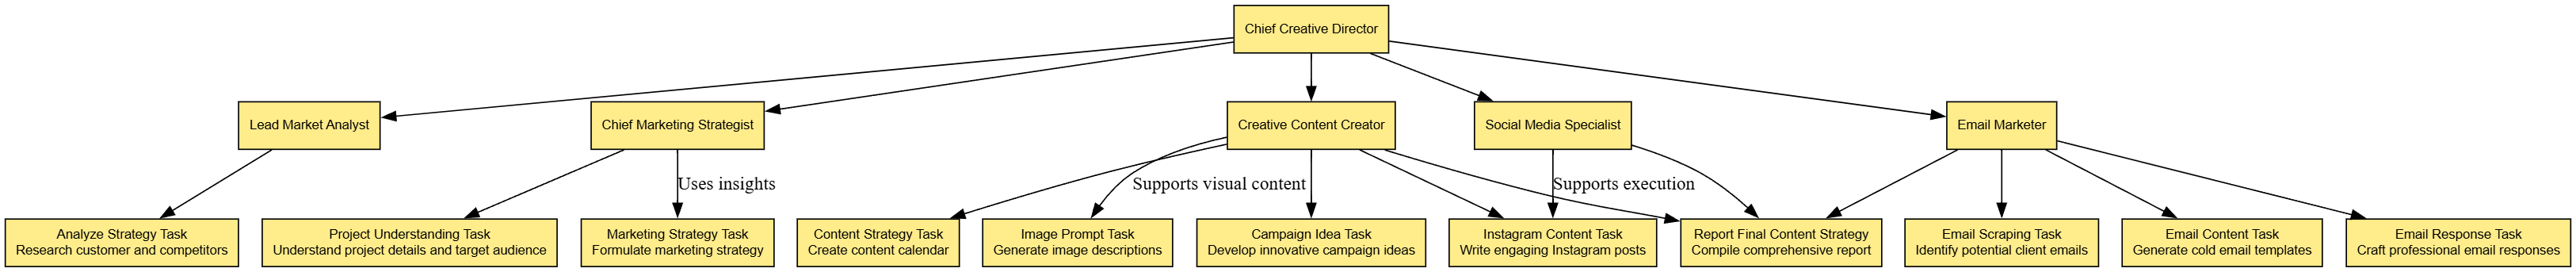 Chief Creative Director
Lead Market Analyst
Chief Marketing Strategist
Creative Content Creator
Social Media Specialist
Email Marketer
Uses insights
Supports visual content
Supports execution
Analyze Strategy Task
Research customer and competitors
Project Understanding Task
Understand project details and target audience
Marketing Strategy Task
Formulate marketing strategy
Content Strategy Task
Create content calendar
Image Prompt Task
Generate image descriptions
Campaign Idea Task
Develop innovative campaign ideas
Instagram Content Task
Write engaging Instagram posts
Report Final Content Strategy
Compile comprehensive report
Email Scraping Task
Identify potential client emails
Email Content Task
Generate cold email templates
Email Response Task
Craft professional email responses